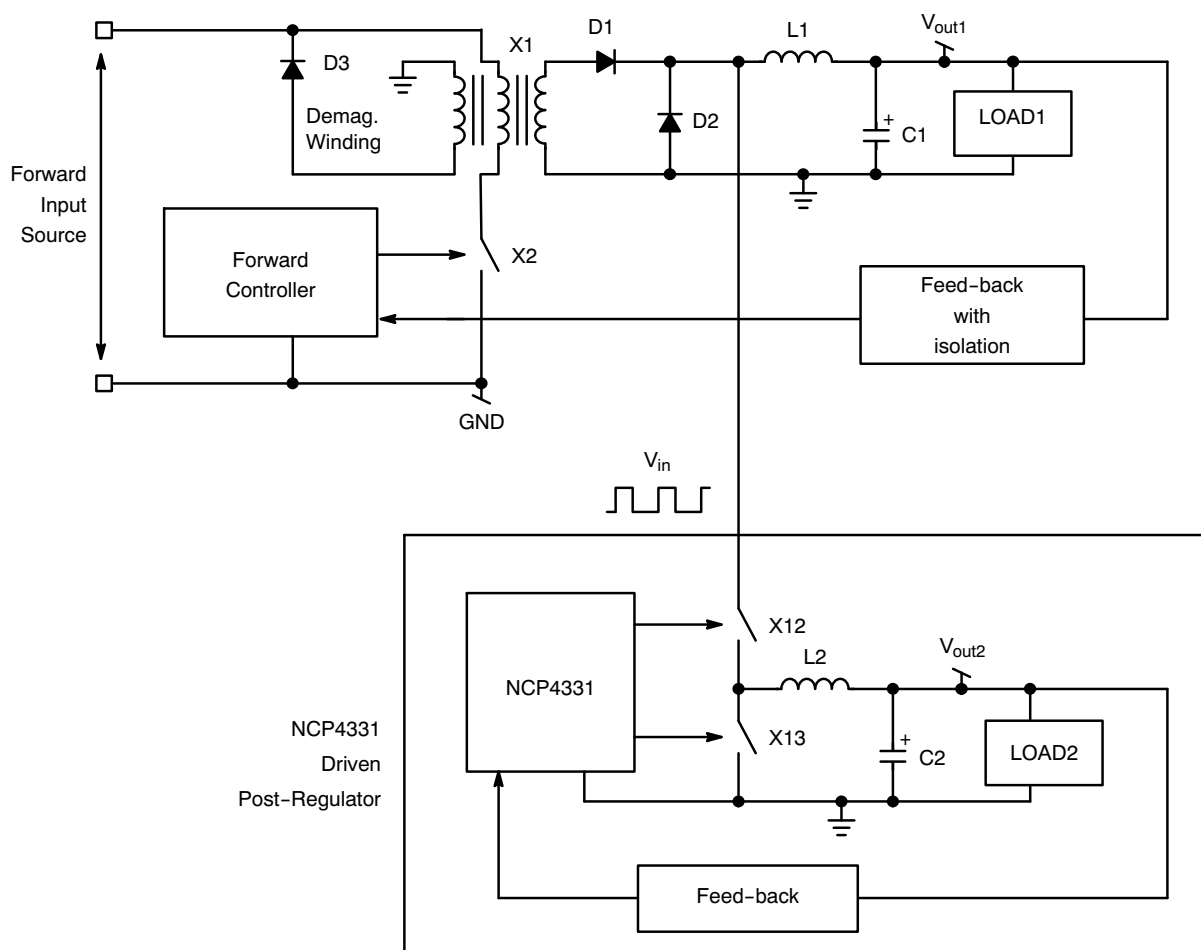 X1
D1
L1
Vout1
D3
Demag.
Winding
D2
+
C1
LOAD1
Forward
Input
Source
Forward
Controller
X2
Feed-back
with
isolation
GND
Vin
X12
NCP4331
L2
Vout2
NCP4331
Driven
Post-Regulator
X13
+
C2
LOAD2
Feed-back